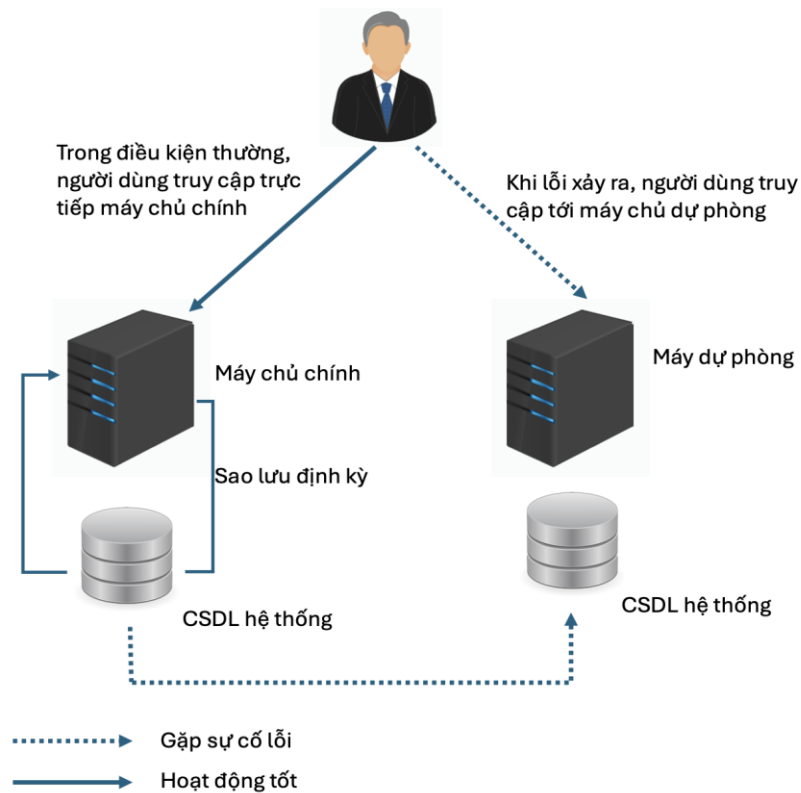 Trong điều kiện thường,
người dùng truy cập trực
tiếp máy chủ chính
Khi lỗi xảy ra, người dùng truy
cập tới máy chủ dự phòng
Máy chủ chính
Máy dự phòng
Sao lưu định kỳ
CSDL hệ thống
CSDL hệ thống
Gặp sự cố lỗi
Hoạt động tốt